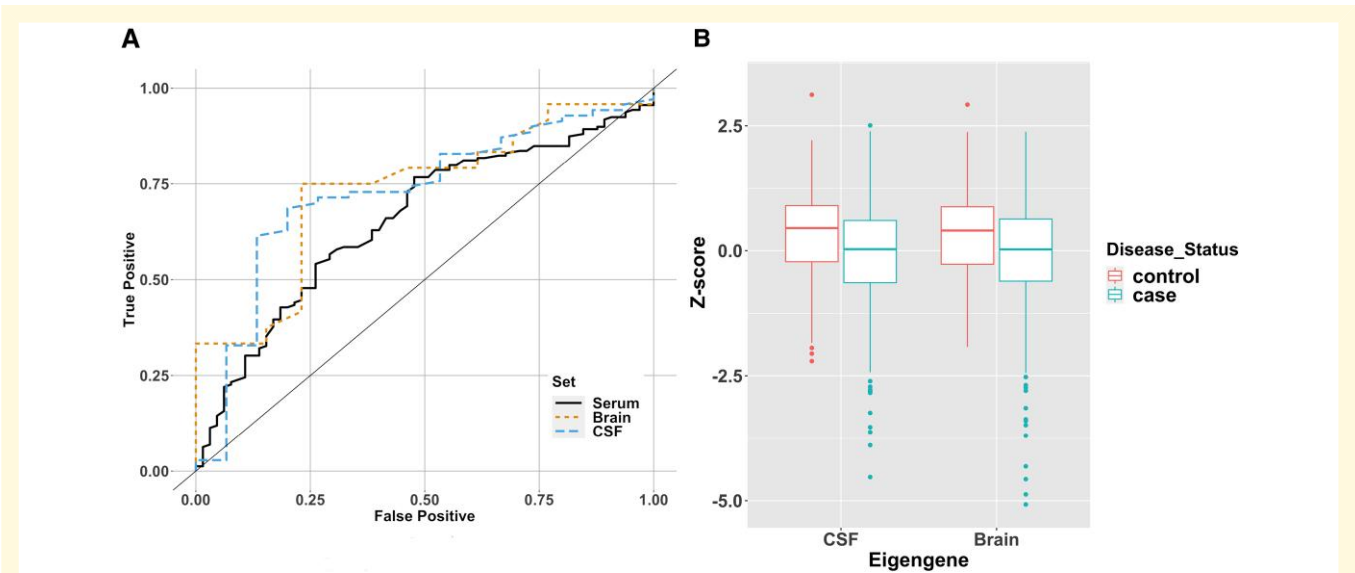 A
1.00
0.75
0.50
0.25
0.00
True Positive
0.00 0.25 0.50 0.75 1.00
False Positive
Set
Serum
Brain
CSF
B
2.5
0.0
-2.5
-5.0
Z-score
CSF Brain
Eigengene
Disease_Status
control
case